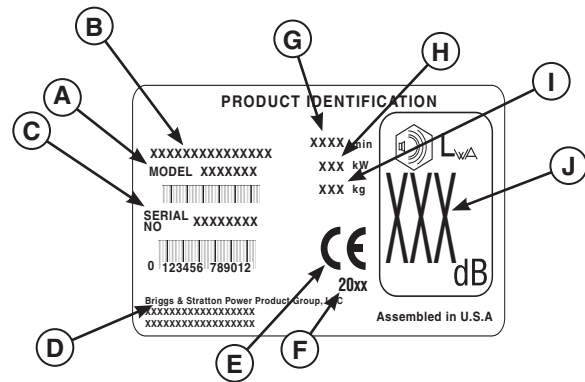 B
G
H
A
I
C
J
D
E
F
PRODUCT IDENTIFICATION
XXXXXXXXXXXXXXX
MODEL XXXXXXX
SERIAL
NO XXXXXXXX
0 123456 789012
Briggs & Stratton Power Product Group, LLC
XXXXXXXXXXXXXXXXXX
XXXXXXXXXXXXXXXXXX
XXXX min
XXX kW
XXX kg
CE
20xx
LWA
XXX
dB
Assembled in U.S.A